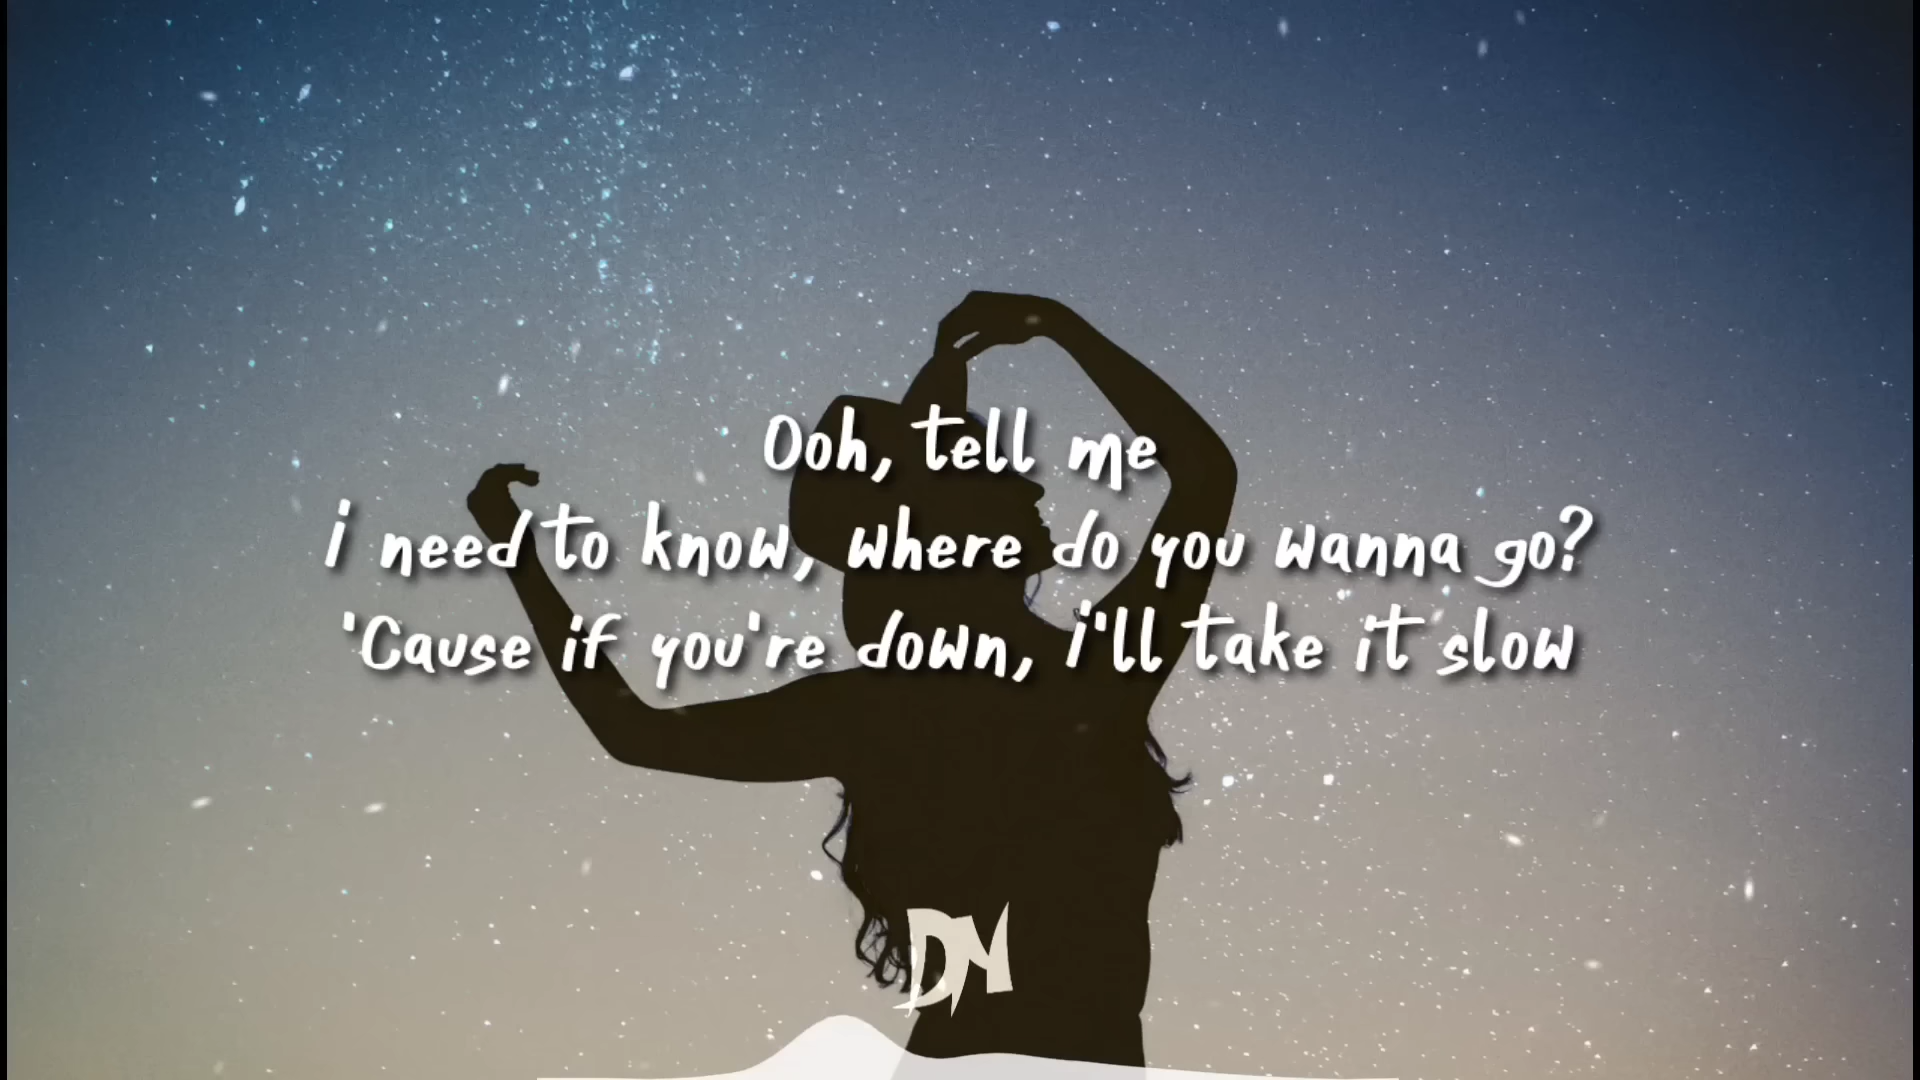 Ooh, tell me
i need to know, where do you wanna go?
'Cause if you're down, i'll take it slow
DM